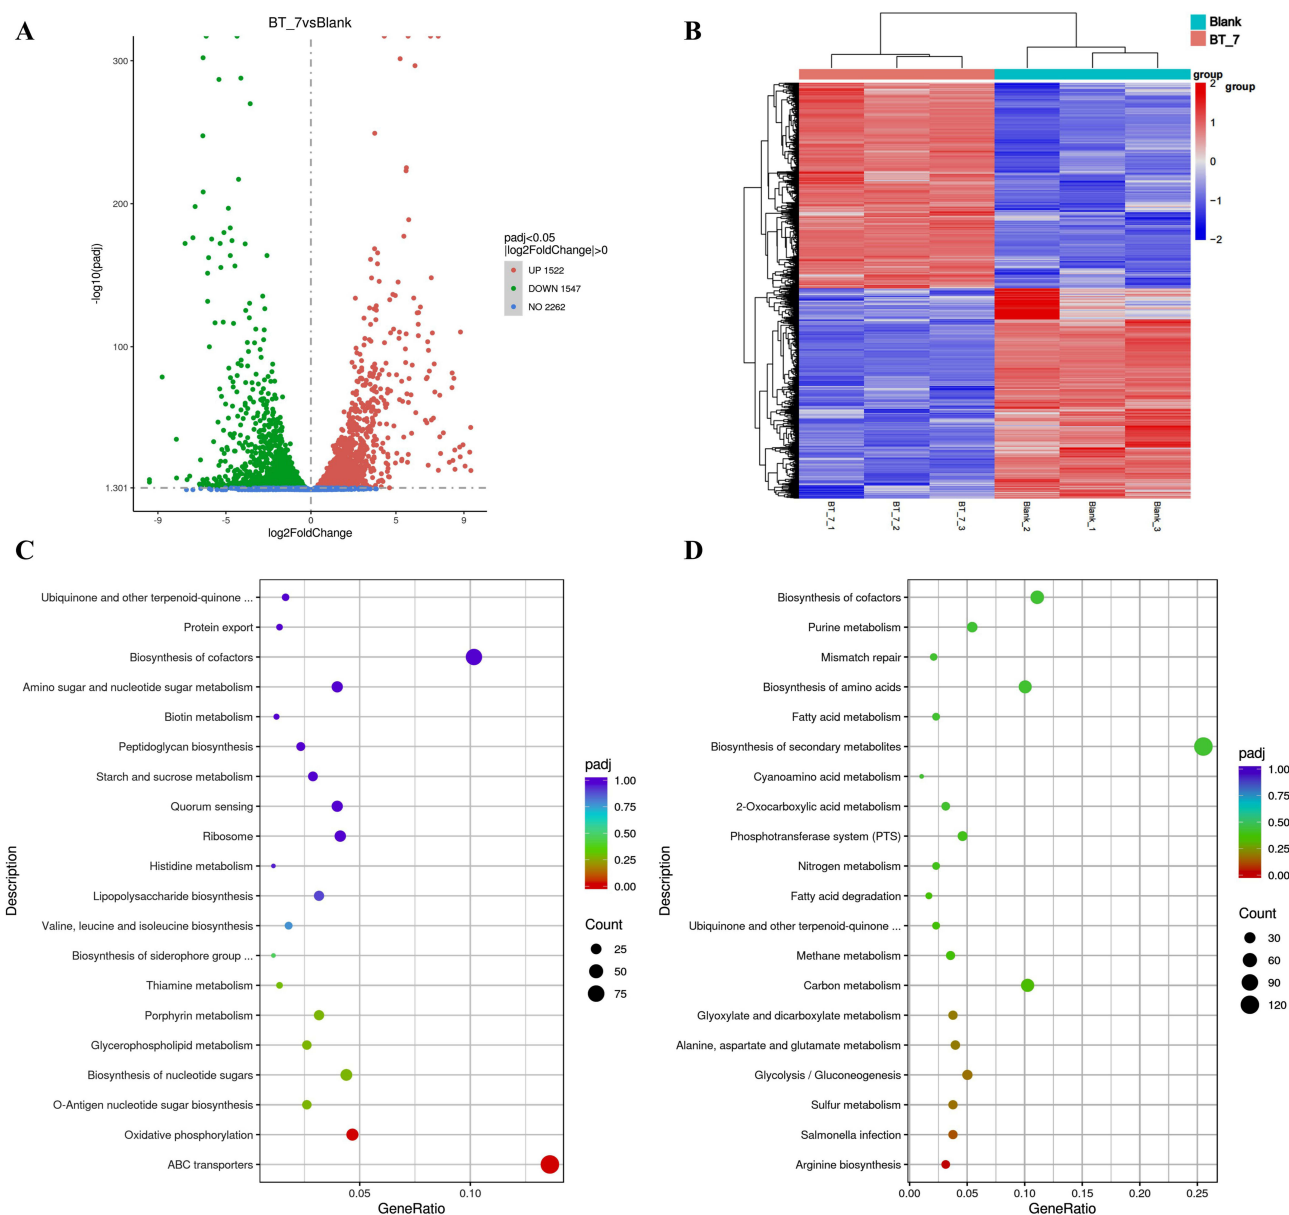 A
BT_7vsBlank
300
200
100
1.301
-log10(padj)
-9
-5
0
5
9
log2FoldChange
padj<0.05
|log2FoldChange|>0
UP 1522
DOWN 1547
NO 2262
B
Blank
BT_7
group
2
1
0
−1
−2
group
BT_7_1
BT_7_2
BT_7_3
Blank_2
Blank_1
Blank_3
C
Description
Ubiquinone and other terpenoid-quinone ...
Protein export
Biosynthesis of cofactors
Amino sugar and nucleotide sugar metabolism
Biotin metabolism
Peptidoglycan biosynthesis
Starch and sucrose metabolism
Quorum sensing
Ribosome
Histidine metabolism
Lipopolysaccharide biosynthesis
Valine, leucine and isoleucine biosynthesis
Biosynthesis of siderophore group ...
Thiamine metabolism
Porphyrin metabolism
Glycerophospholipid metabolism
Biosynthesis of nucleotide sugars
O-Antigen nucleotide sugar biosynthesis
Oxidative phosphorylation
ABC transporters
0.05
0.10
GeneRatio
padj
1.00
0.75
0.50
0.25
0.00
Count
25
50
75
D
Description
Biosynthesis of cofactors
Purine metabolism
Mismatch repair
Biosynthesis of amino acids
Fatty acid metabolism
Biosynthesis of secondary metabolites
Cyanoamino acid metabolism
2-Oxocarboxylic acid metabolism
Phosphotransferase system (PTS)
Nitrogen metabolism
Fatty acid degradation
Ubiquinone and other terpenoid-quinone ...
Methane metabolism
Carbon metabolism
Glyoxylate and dicarboxylate metabolism
Alanine, aspartate and glutamate metabolism
Glycolysis / Gluconeogenesis
Sulfur metabolism
Salmonella infection
Arginine biosynthesis
0.00
0.05
0.10
0.15
0.20
0.25
GeneRatio
padj
1.00
0.75
0.50
0.25
0.00
Count
30
60
90
120